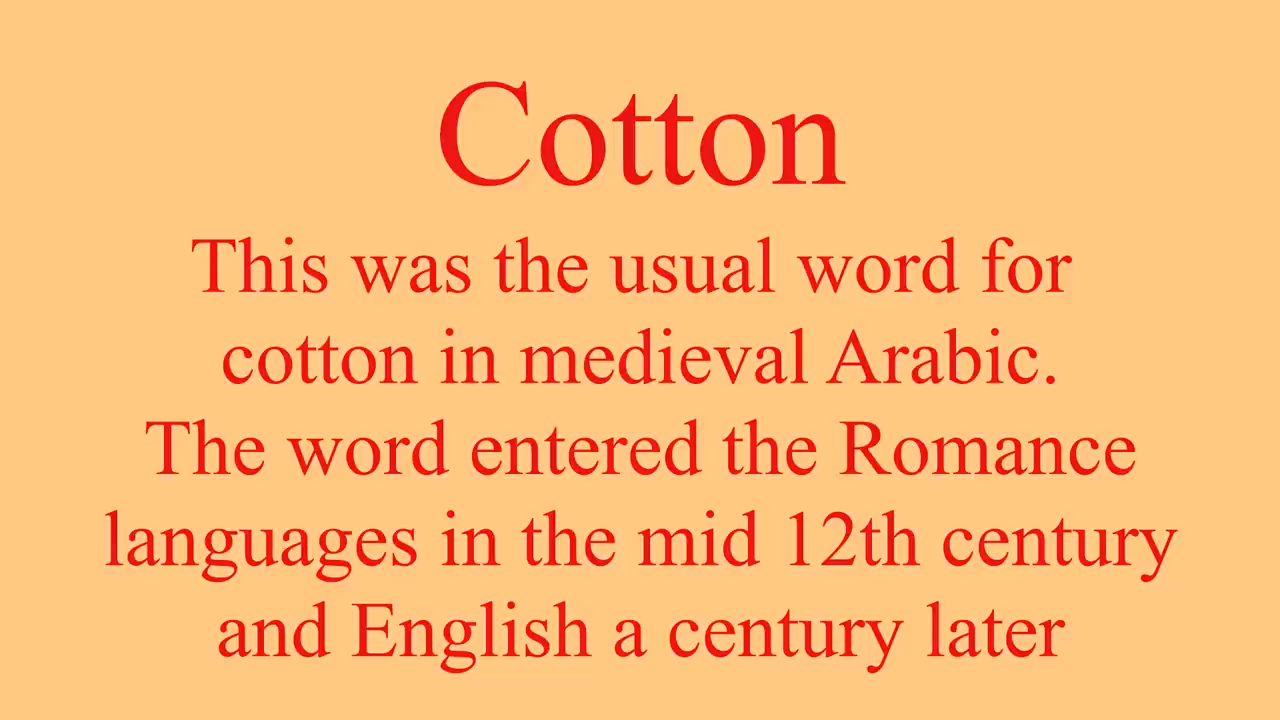 Cotton
This was the usual word for
cotton in medieval Arabic.
The word entered the Romance
languages in the mid 12th century
and English a century later